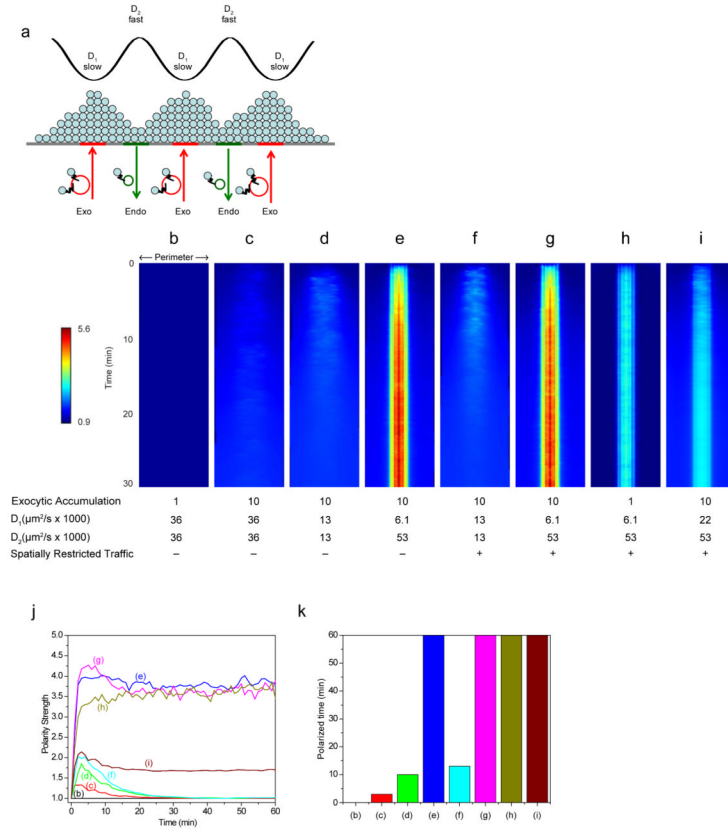 a
D2 fast D2 fast
D1 slow D1 slow D1 slow
Exo Endo Exo Endo Exo
b c d e f g h i
← Perimeter →
0
10
20
30
Time (min)
5.6
0.9
Exocytic Accumulation 1 10 10 10 10 10 1 10
D1(µm²/s x 1000) 36 36 13 6.1 13 6.1 6.1 22
D2(µm²/s x 1000) 36 36 13 53 13 53 53 53
Spatially Restricted Traffic – – – – + + + +
j
5.0
4.5
4.0
3.5
3.0
2.5
2.0
1.5
1.0
Polarity Strength
(g)
(e)
(h)
(i)
(f)
(d)
(c)
(b)
0 10 20 30 40 50 60
Time (min)
k
60
50
40
30
20
10
0
Polarized time (min)
(b) (c) (d) (e) (f) (g) (h) (i)